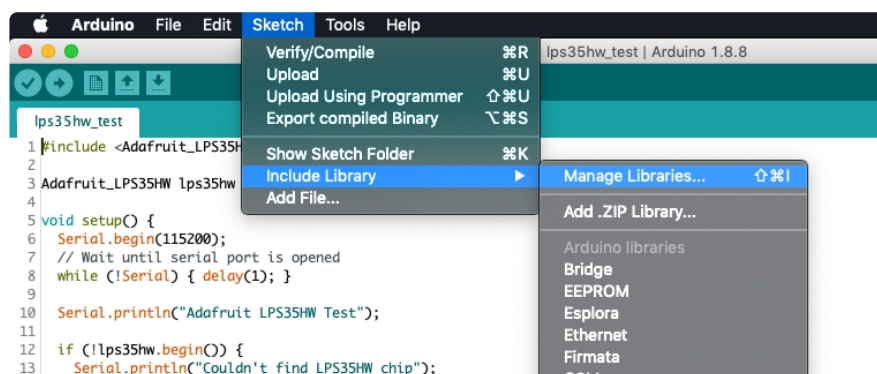 Arduino File Edit Sketch Tools Help
lps35hw_test | Arduino 1.8.8
Verify/Compile ⌘R
Upload ⌘U
Upload Using Programmer ⇧⌘U
Export compiled Binary ⌥⌘S
Show Sketch Folder ⌘K
Include Library ▶
Add File...
Manage Libraries... ⇧⌘I
Add .ZIP Library...
Arduino libraries
Bridge
EEPROM
Esplora
Ethernet
Firmata
lps35hw_test
1 #include <Adafruit_LPS35H
2
3 Adafruit_LPS35HW lps35hw
4
5 void setup() {
6 Serial.begin(115200);
7 // Wait until serial port is opened
8 while (!Serial) { delay(1); }
9
10 Serial.println("Adafruit LPS35HW Test");
11
12 if (!lps35hw.begin()) {
13 Serial.println("Couldn't find LPS35HW chip");